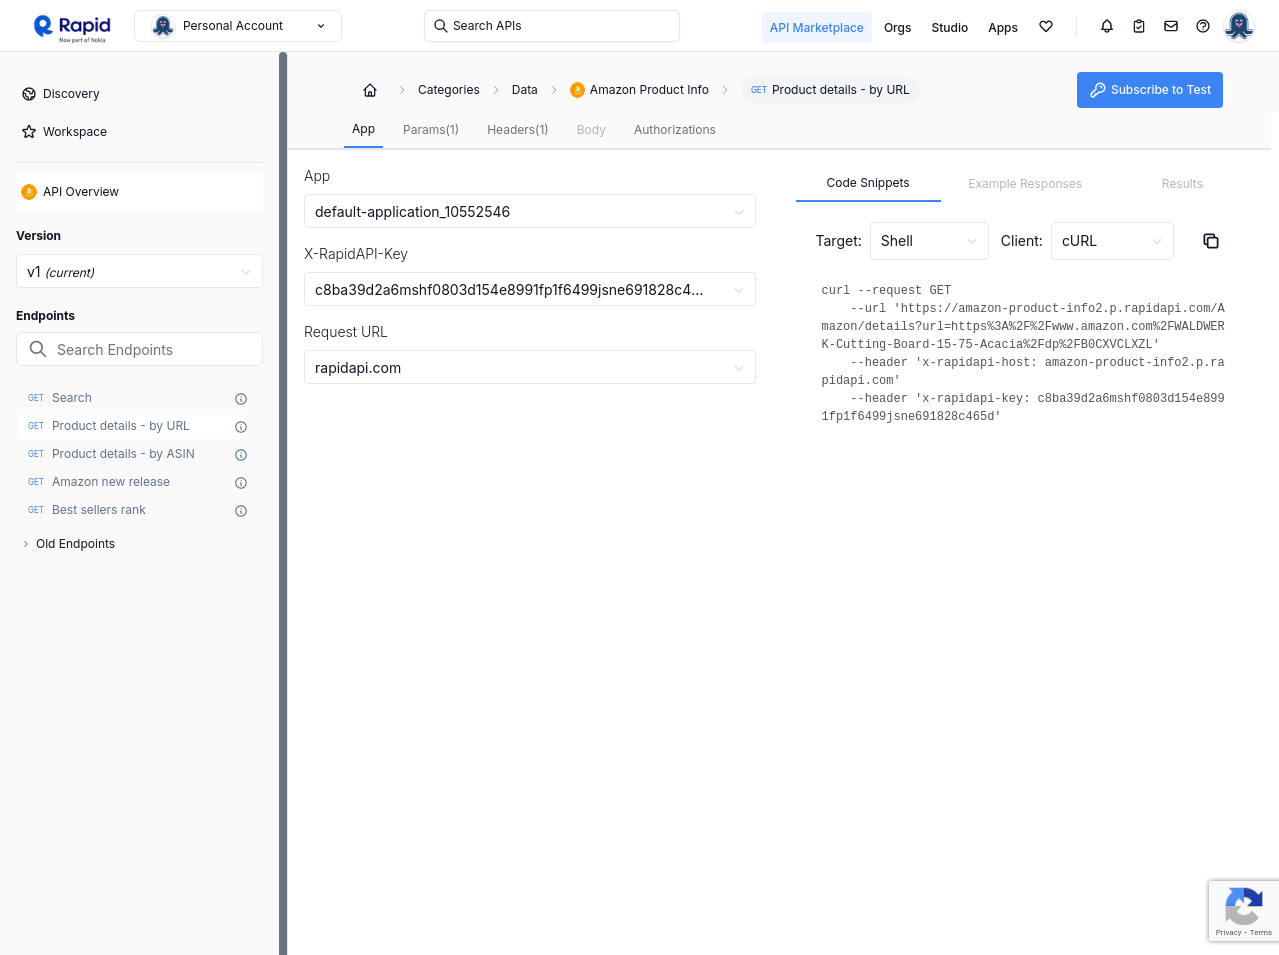 Rapid
Now part of Nokia
Personal Account
Search APIs
API Marketplace
Orgs
Studio
Apps
Discovery
Workspace
API Overview
Version
v1 (current)
Endpoints
Search Endpoints
GET Search
GET Product details - by URL
GET Product details - by ASIN
GET Amazon new release
GET Best sellers rank
Old Endpoints
Categories
Data
a Amazon Product Info
GET Product details - by URL
Subscribe to Test
App
Params(1)
Headers(1)
Body
Authorizations
App
default-application_10552546
X-RapidAPI-Key
c8ba39d2a6mshf0803d154e8991fp1f6499jsne691828c4...
Request URL
rapidapi.com
Code Snippets
Example Responses
Results
Target: Shell
Client: cURL
curl --request GET
--url 'https://amazon-product-info2.p.rapidapi.com/A
mazon/details?url=https%3A%2F%2Fwww.amazon.com%2FWALDWER
K-Cutting-Board-15-75-Acacia%2Fdp%2FB0CXVCLXZL'
--header 'x-rapidapi-host: amazon-product-info2.p.ra
pidapi.com'
--header 'x-rapidapi-key: c8ba39d2a6mshf0803d154e899
1fp1f6499jsne691828c465d'
Privacy - Terms